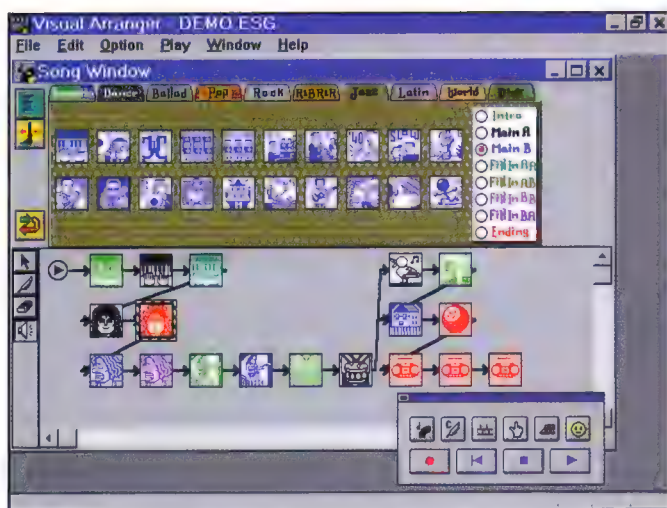 Visual Arranger - DEMO.ESG
File Edit Option Play Window Help
Song Window
Dance Ballad Pop Rock R&B Jazz Latin World
Intro
Main A
Main B
Fill In AA
Fill In AB
Fill In BB
Fill In BA
Ending